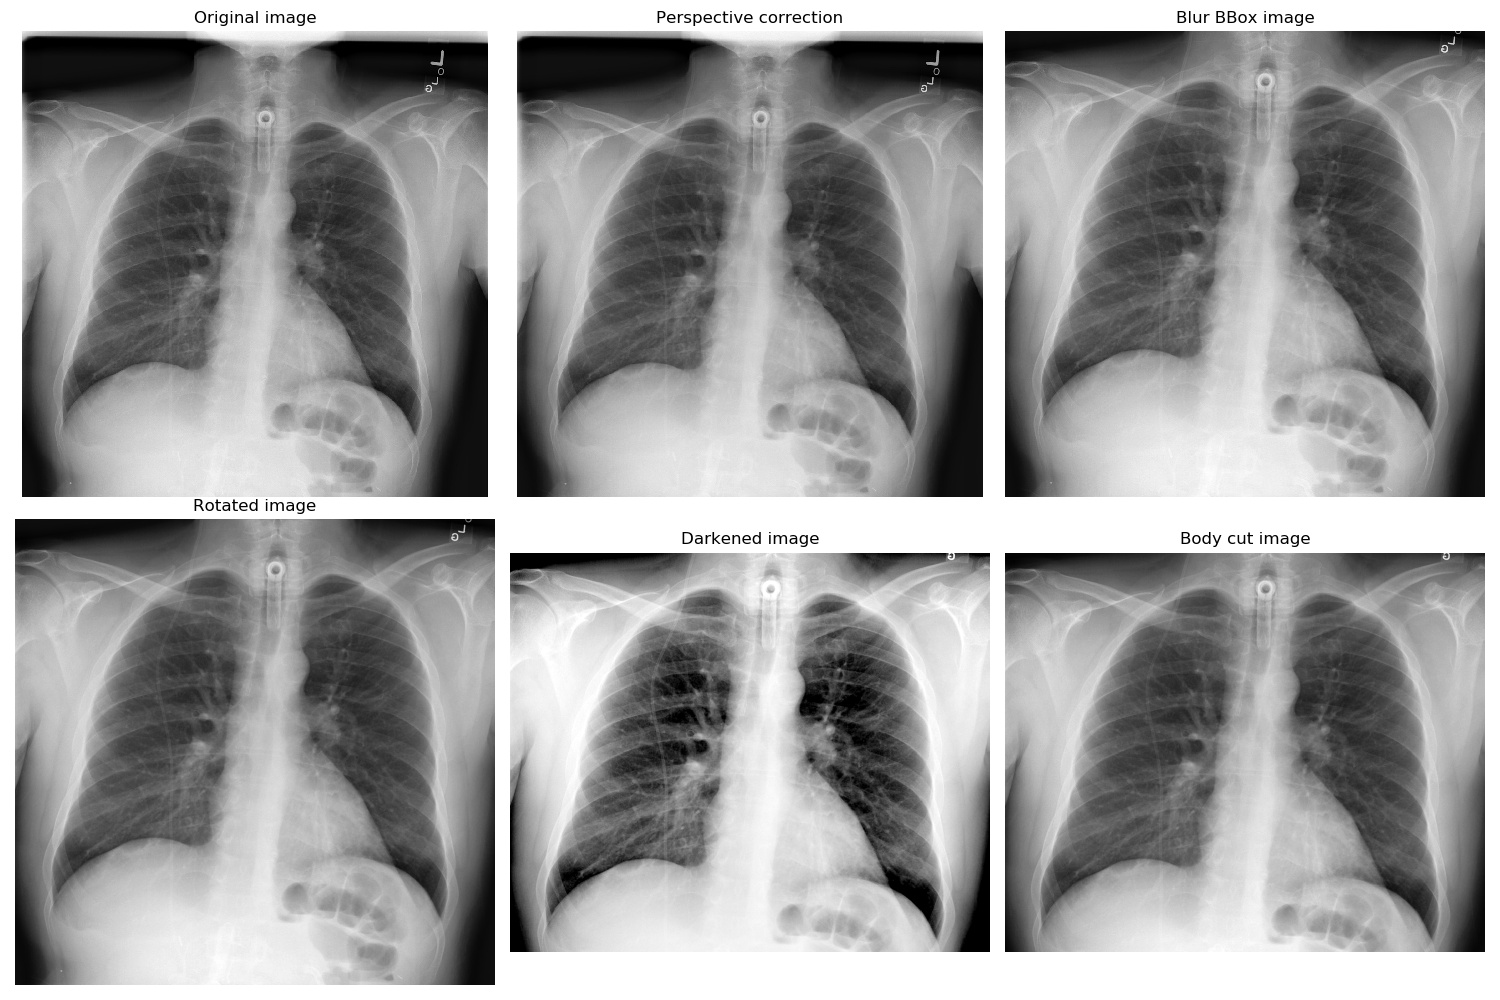 Original image
Perspective correction
Blur BBox image
Rotated image
Darkened image
Body cut image